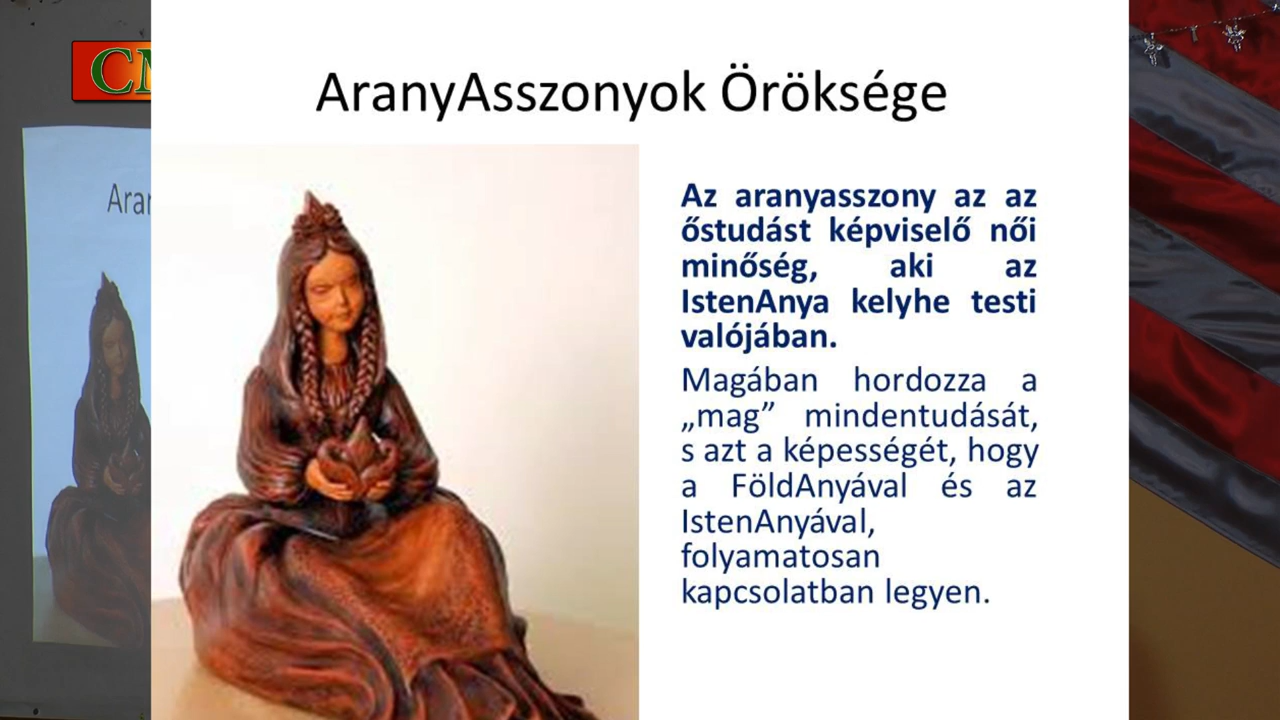 AranyAsszonyok Öröksége
Az aranyasszony az az
őstudást képviselő női
minőség, aki az
IstenAnya kelyhe testi
valójában.
Magában hordozza a
„mag” mindentudását,
s azt a képességét, hogy
a FöldAnyával és az
IstenAnyával,
folyamatosan
kapcsolatban legyen.